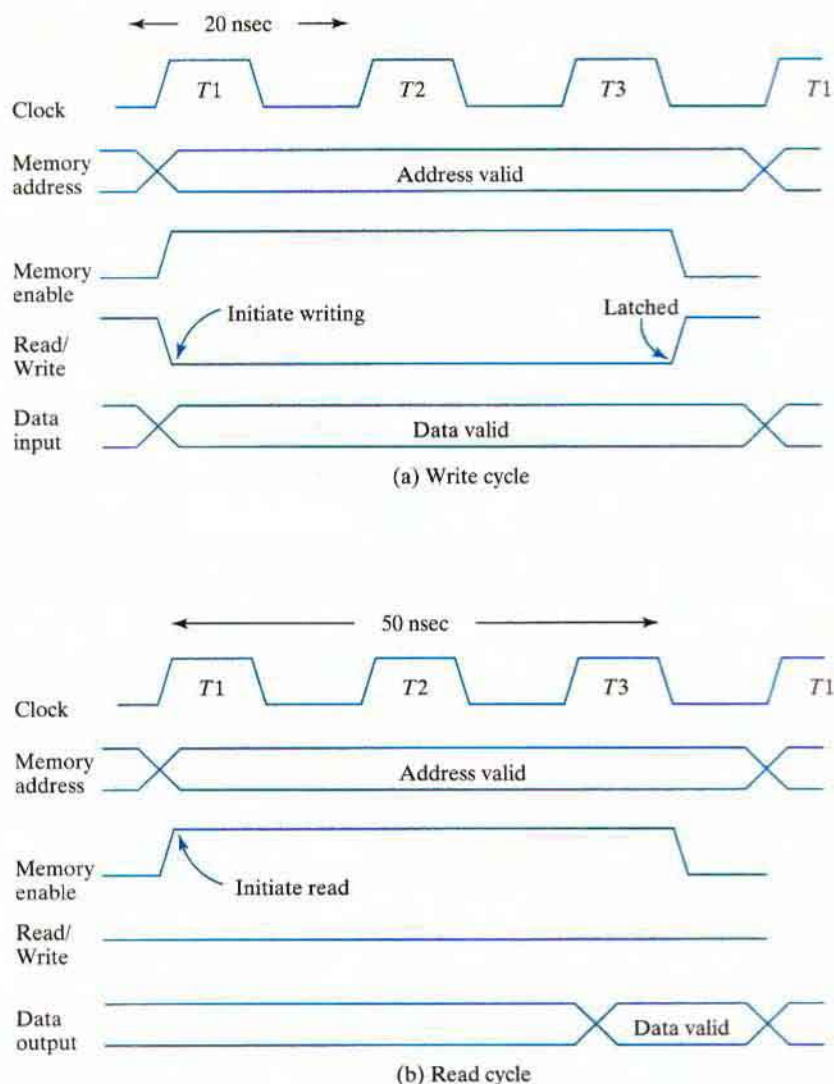 20 nsec
T1 T2 T3 T1
Clock
Memory
address
Address valid
Memory
enable
Initiate writing
Latched
Read/
Write
Data
input
Data valid
(a) Write cycle
50 nsec
T1 T2 T3 T1
Clock
Memory
address
Address valid
Memory
enable
Initiate read
Read/
Write
Data
output
Data valid
(b) Read cycle